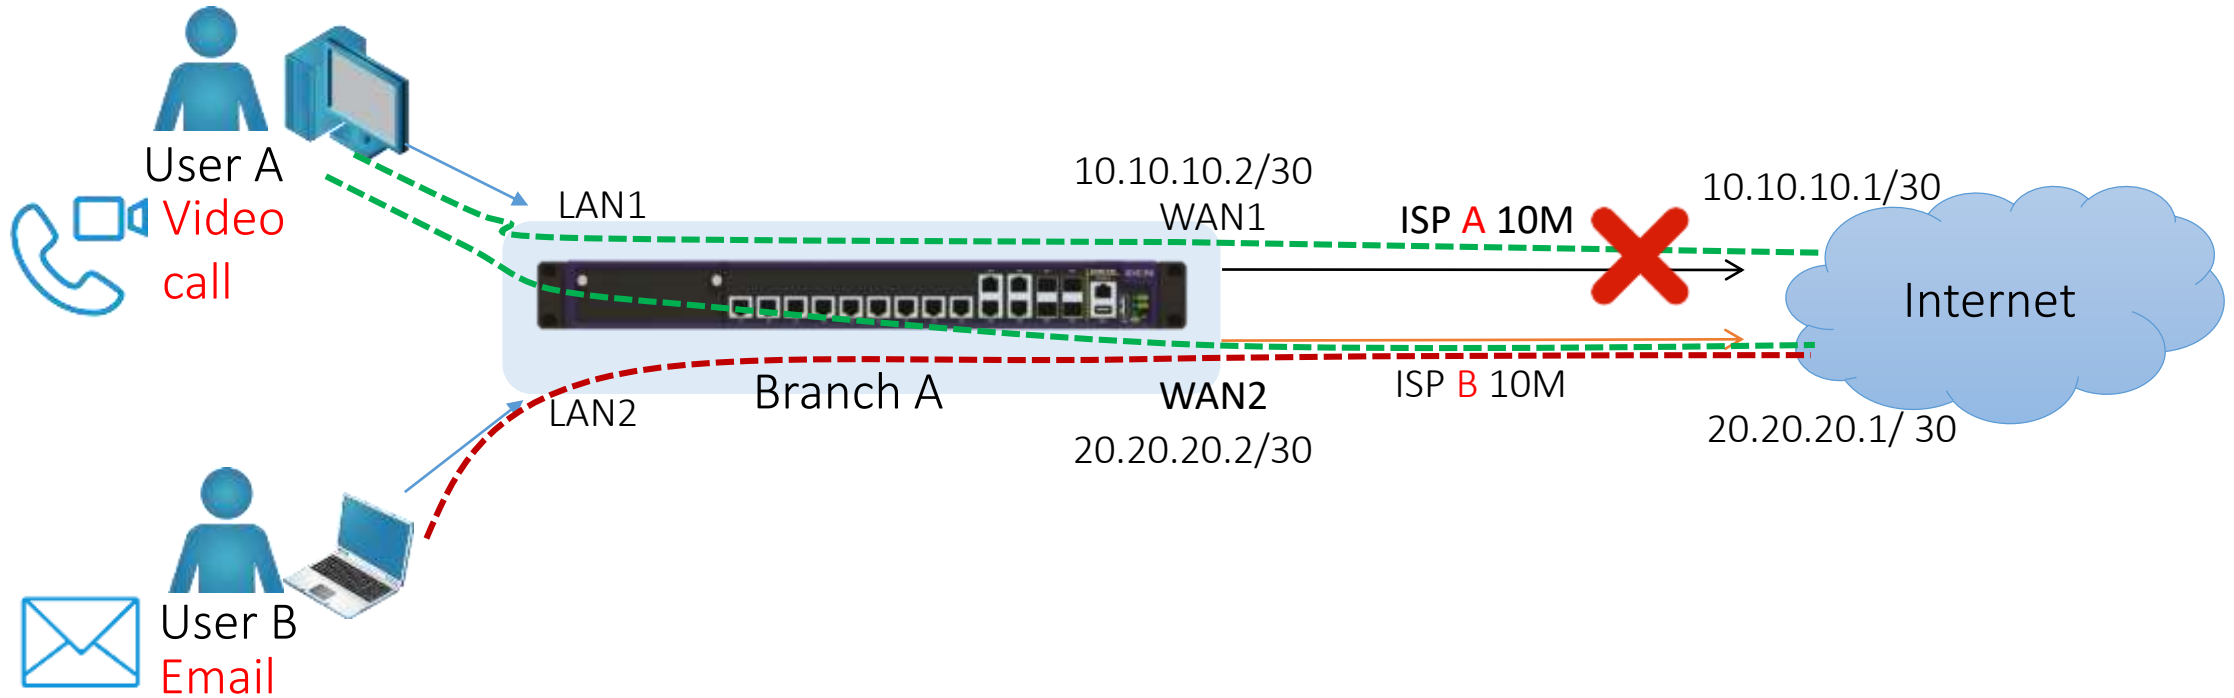 User A
Video
call
LAN1
10.10.10.2/30
WAN1
ISP A 10M
10.10.10.1/30
Internet
Branch A
LAN2
WAN2
20.20.20.2/30
ISP B 10M
20.20.20.1/ 30
User B
Email